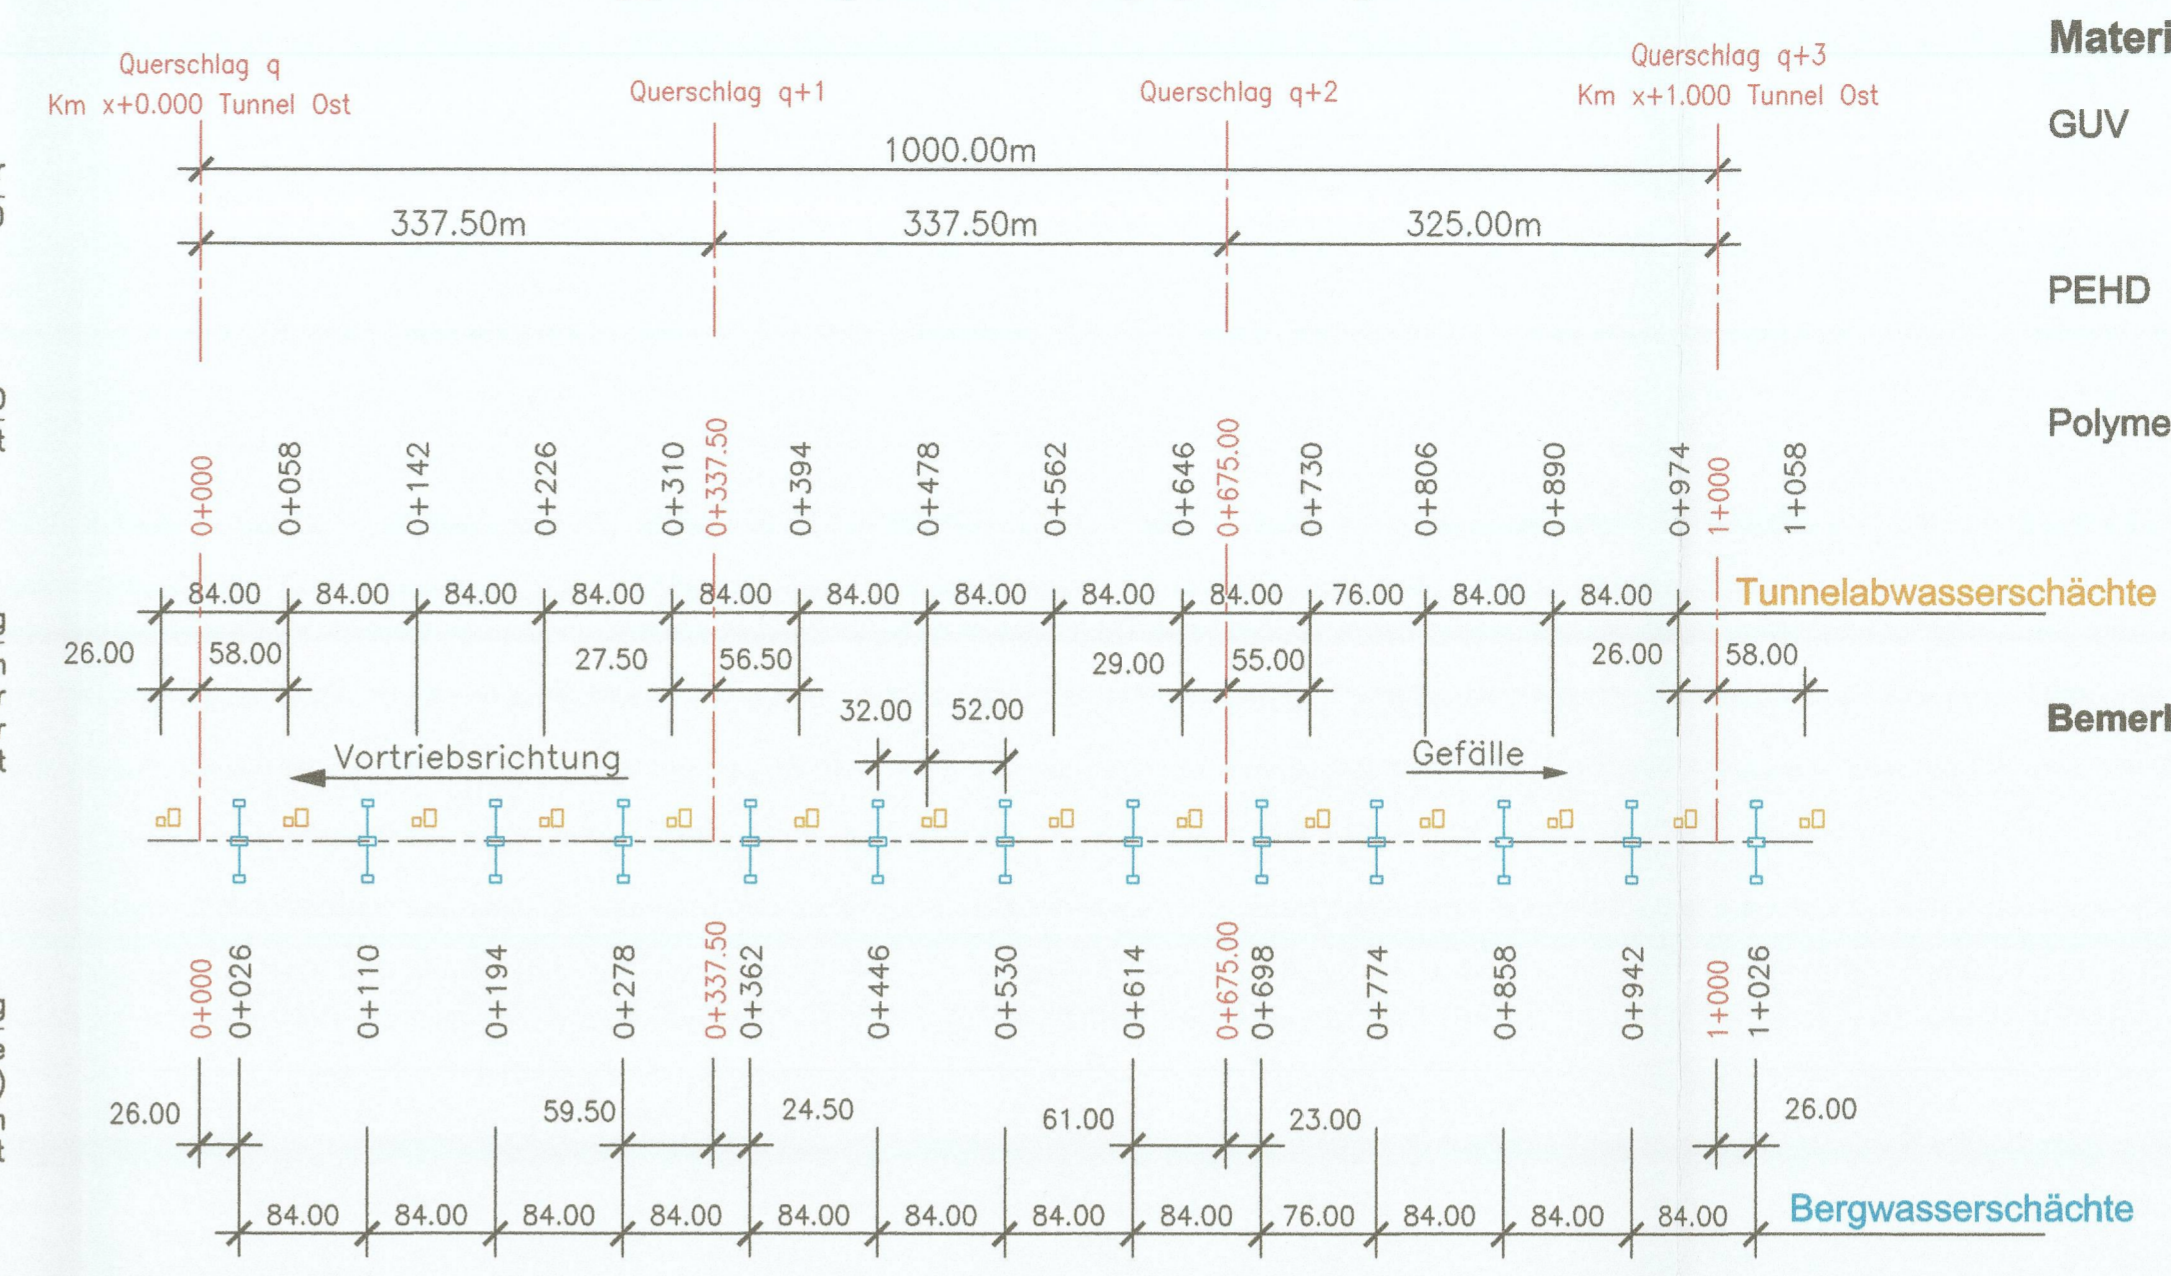 Querschlag q
Km x+0.000 Tunnel Ost
Querschlag q+1
Querschlag q+2
Querschlag q+3
Km x+1.000 Tunnel Ost
1000.00m
337.50m 337.50m 325.00m
Materi
GUV
PEHD
Polyme
Bemerk
0+000 0+058 0+142 0+226 0+310 0+337.50 0+394 0+478 0+562 0+646 0+675.00 0+730 0+806 0+890 0+974 1+000 1+058
84.00 84.00 84.00 84.00 84.00 84.00 84.00 84.00 84.00 76.00 84.00 84.00 Tunnelabwasserschächte
26.00 58.00 27.50 56.50 29.00 55.00 26.00 58.00
32.00 52.00
Vortriebsrichtung Gefälle
0+000 0+026 0+110 0+194 0+278 0+337.50 0+362 0+446 0+530 0+614 0+675.00 0+698 0+774 0+858 0+942 1+000 1+026
26.00 59.50 24.50 61.00 23.00 26.00
84.00 84.00 84.00 84.00 84.00 84.00 84.00 84.00 76.00 84.00 84.00 84.00 Bergwasserschächte